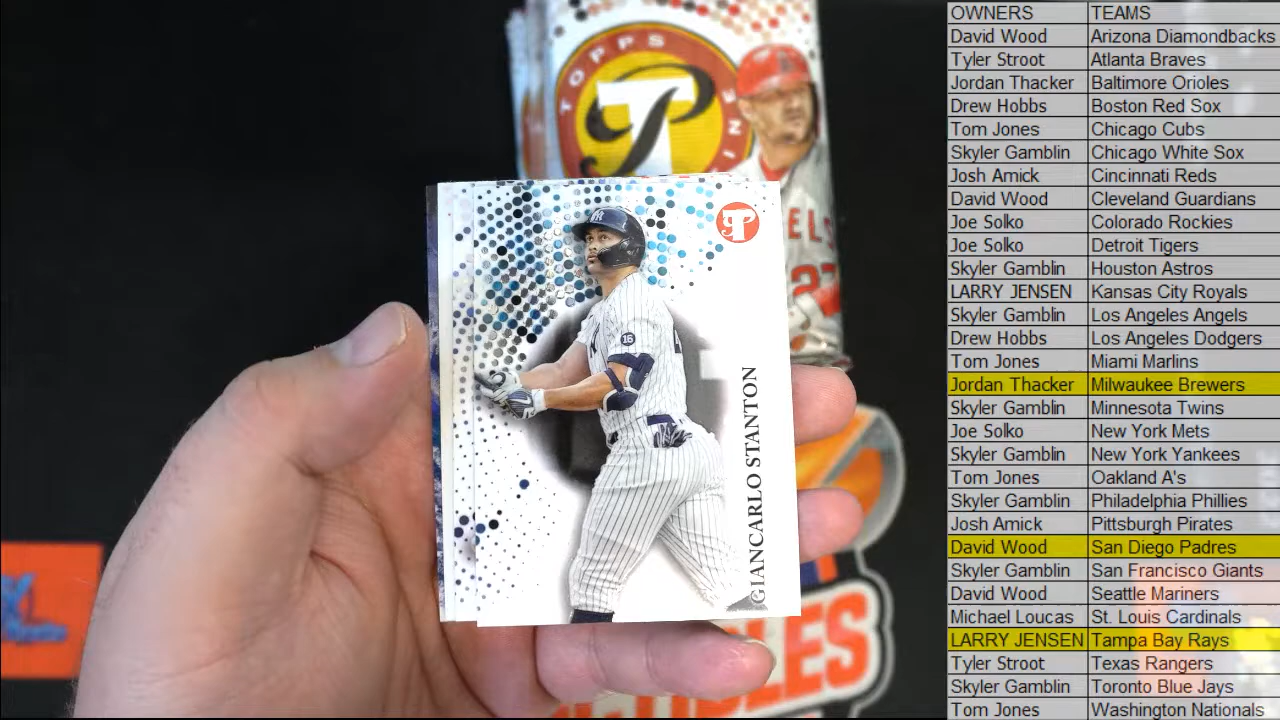 OWNERS TEAMS
David Wood Arizona Diamondbacks
Tyler Stroot Atlanta Braves
Jordan Thacker Baltimore Orioles
Drew Hobbs Boston Red Sox
Tom Jones Chicago Cubs
Skyler Gamblin Chicago White Sox
Josh Amick Cincinnati Reds
David Wood Cleveland Guardians
Joe Solko Colorado Rockies
Joe Solko Detroit Tigers
Skyler Gamblin Houston Astros
LARRY JENSEN Kansas City Royals
Skyler Gamblin Los Angeles Angels
Drew Hobbs Los Angeles Dodgers
Tom Jones Miami Marlins
Jordan Thacker Milwaukee Brewers
Skyler Gamblin Minnesota Twins
Joe Solko New York Mets
Skyler Gamblin New York Yankees
Tom Jones Oakland A's
Skyler Gamblin Philadelphia Phillies
Josh Amick Pittsburgh Pirates
David Wood San Diego Padres
Skyler Gamblin San Francisco Giants
David Wood Seattle Mariners
Michael Loucas St. Louis Cardinals
LARRY JENSEN Tampa Bay Rays
Tyler Stroot Texas Rangers
Skyler Gamblin Toronto Blue Jays
Tom Jones Washington Nationals
TOPPS
P
T
NY
16
GIANCARLO STANTON
ELS
27